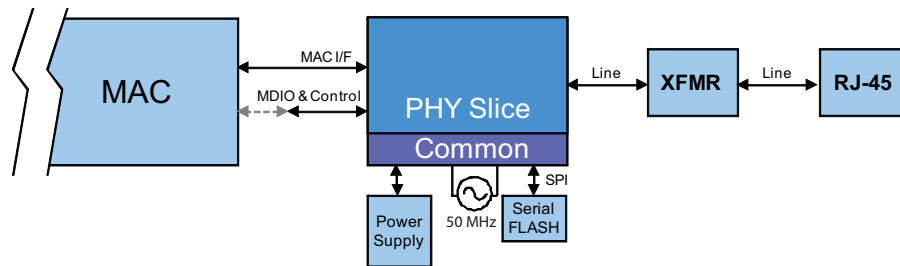 MAC
MAC I/F
MDIO & Control
PHY Slice
Common
Line
XFMR
Line
RJ-45
Power
Supply
50 MHz
SPI
Serial
FLASH